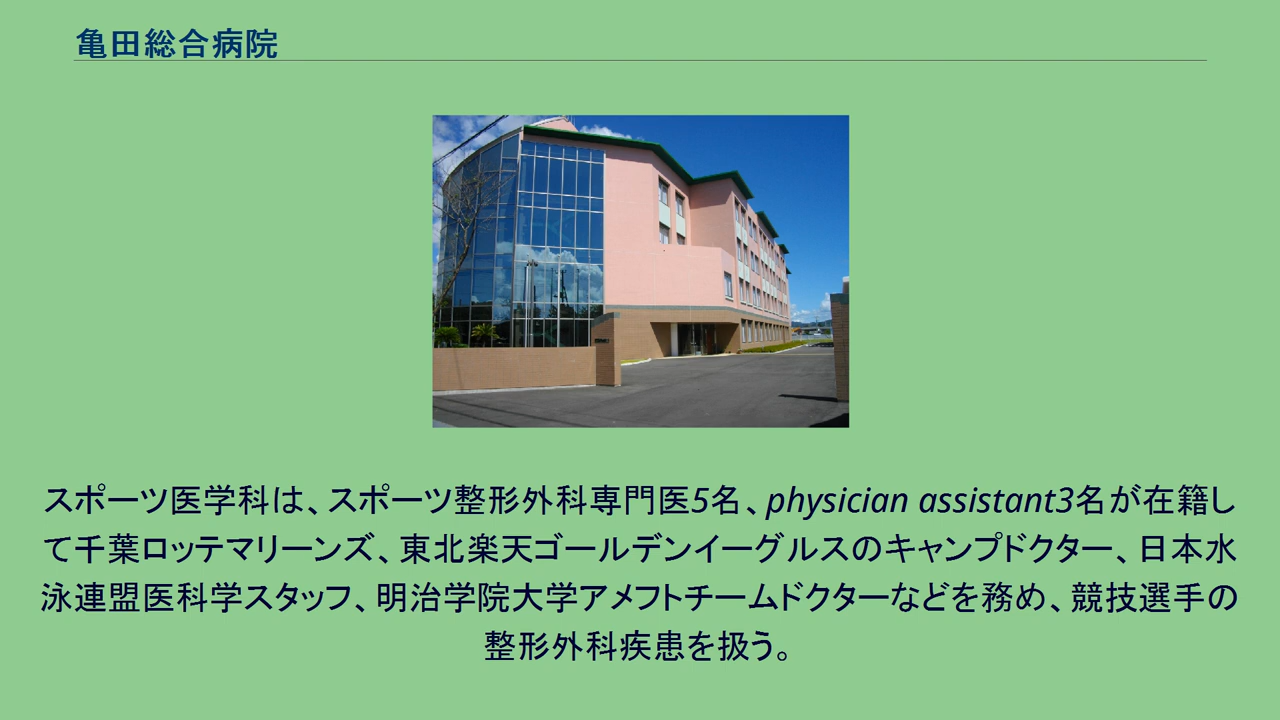 亀田総合病院
スポーツ医学科は、スポーツ整形外科専門医5名、physician assistant3名が在籍し
て千葉ロッテマリーンズ、東北楽天ゴールデンイーグルスのキャンプドクター、日本水
泳連盟医科学スタッフ、明治学院大学アメフトチームドクターなどを務め、競技選手の
整形外科疾患を扱う。